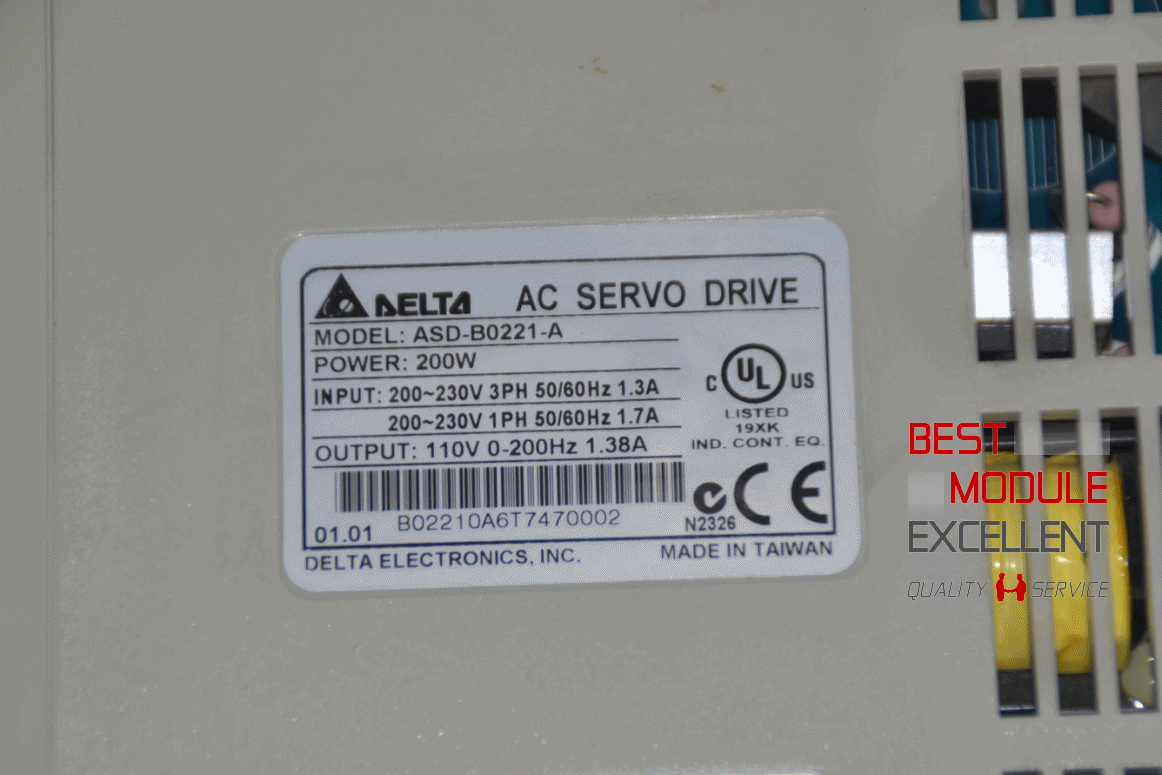 DELTA AC SERVO DRIVE
MODEL: ASD-B0221-A
POWER: 200W
INPUT: 200~230V 3PH 50/60Hz 1.3A
200~230V 1PH 50/60Hz 1.7A
OUTPUT: 110V 0-200Hz 1.38A
C UL US
LISTED
19XK
IND. CONT. EQ.
01.01 B02210A6T7470002
N2326 CE
DELTA ELECTRONICS, INC. MADE IN TAIWAN
BEST
MODULE
EXCELLENT
QUALITY SERVICE